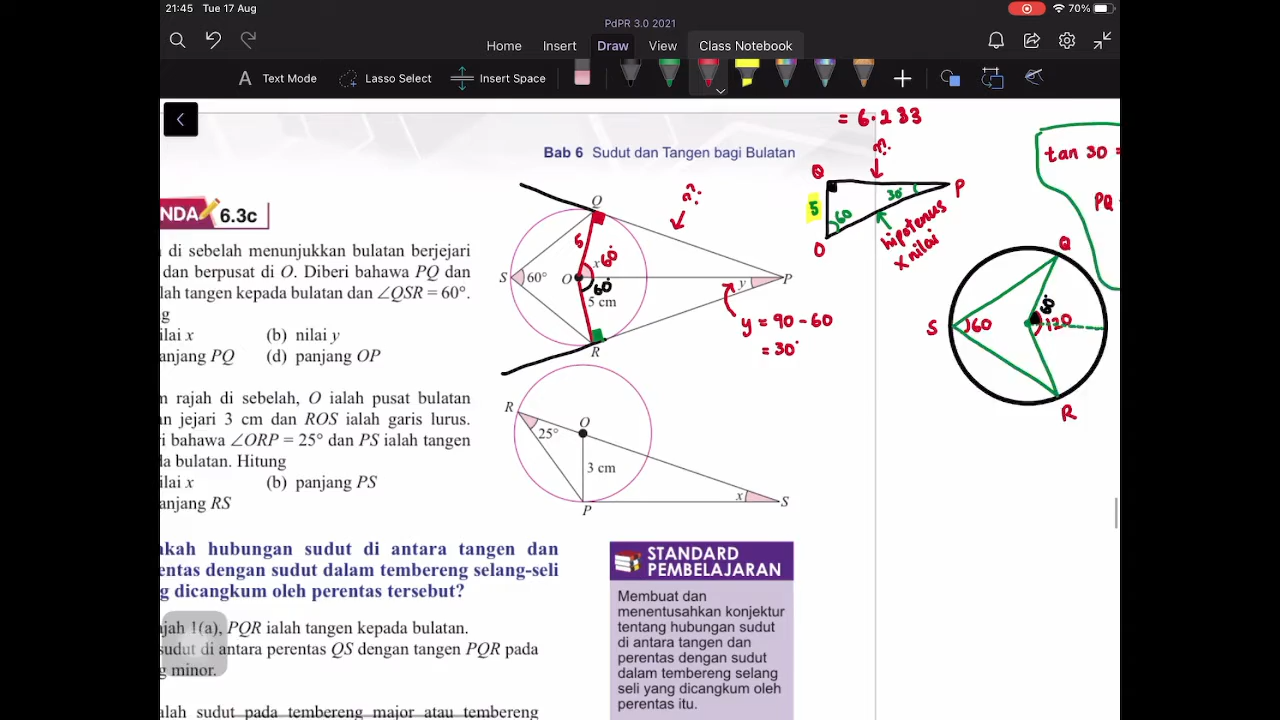 21:45 Tue 17 Aug
70%
PdPR 3.0 2021
Home Insert Draw View Class Notebook
Text Mode Lasso Select Insert Space
Bab 6 Sudut dan Tangen bagi Bulatan
NDA 6.3c
di sebelah menunjukkan bulatan berjejari
dan berpusat di O. Diberi bahawa PQ dan
lah tangen kepada bulatan dan ∠QSR = 60°.
g
ilai x (b) nilai y
anjang PQ (d) panjang OP
m rajah di sebelah, O ialah pusat bulatan
n jejari 3 cm dan ROS ialah garis lurus.
ri bahawa ∠ORP = 25° dan PS ialah tangen
la bulatan. Hitung
ilai x (b) panjang PS
anjang RS
akah hubungan sudut di antara tangen dan
entas dengan sudut dalam tembereng selang-seli
g dicangkum oleh perentas tersebut?
jah 1(a), PQR ialah tangen kepada bulatan.
sudut di antara perentas QS dengan tangen PQR pada
g minor.
alah sudut pada tembereng major atau tembereng
Q
n?
5
x 60°
S 60° O y P
60°
5 cm
R
y = 90 - 60
= 30°
R
25°
O
3 cm
x S
P
STANDARD
PEMBELAJARAN
Membuat dan
menentusahkan konjektur
tentang hubungan sudut
di antara tangen dan
perentas dengan sudut
dalam tembereng selang
seli yang dicangkum oleh
perentas itu.
= 6.233
n?
Q
30° P
5 60
O
hipotenus
x nilai
tan 30 =
PQ
Q
60°
S 60 120
R